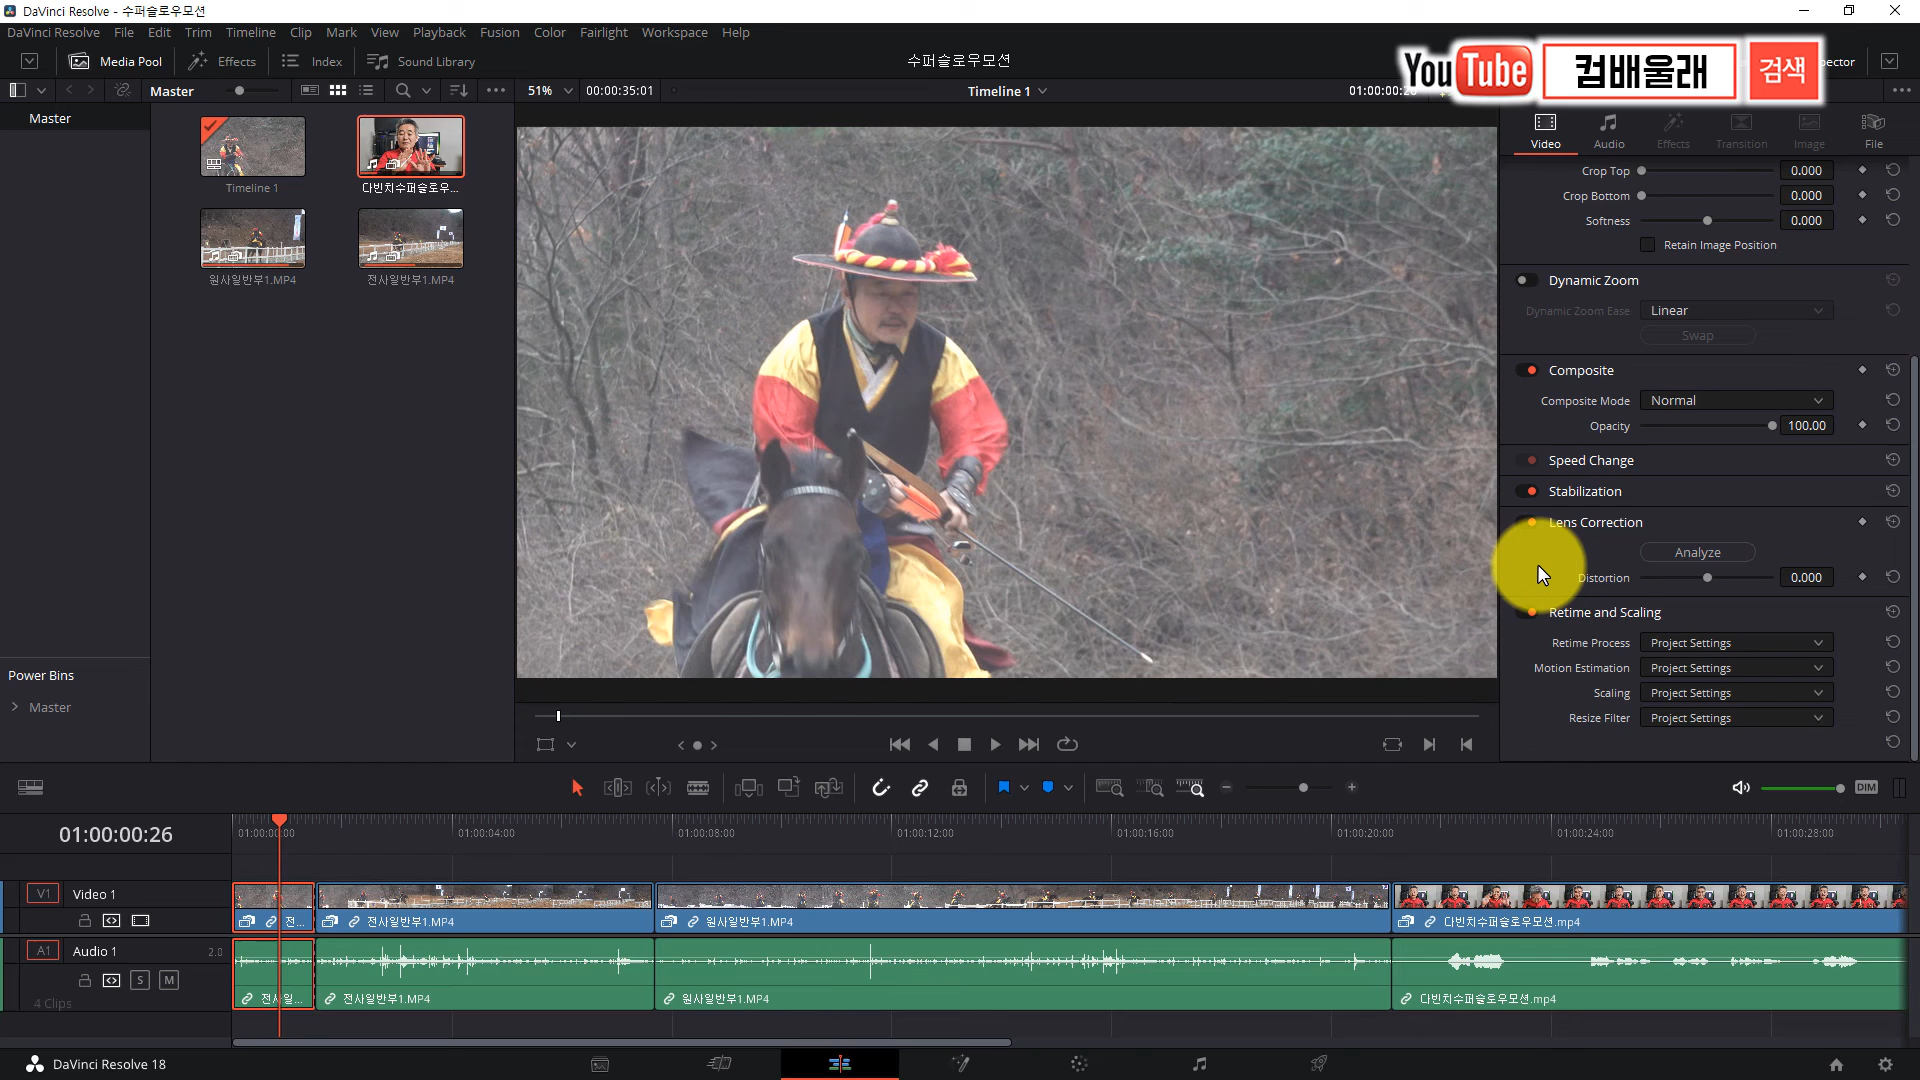 DaVinci Resolve - 수퍼슬로우모션
DaVinci Resolve File Edit Trim Timeline Clip Mark View Playback Fusion Color Fairlight Workspace Help
Media Pool Effects Index Sound Library 수퍼슬로우모션
YouTube 컴배울래 검색
Master 51% 00:00:35:01 Timeline 1
Master
Timeline 1
다빈치수퍼슬로우...
원사일반부1.MP4
전사일반부1.MP4
Power Bins
Master
Video Audio Effects Transition Image File
Crop Top 0.000
Crop Bottom 0.000
Softness 0.000
Retain Image Position
Dynamic Zoom
Dynamic Zoom Ease Linear
Swap
Composite
Composite Mode Normal
Opacity 100.00
Speed Change
Stabilization
Lens Correction
Analyze
Distortion 0.000
Retime and Scaling
Retime Process Project Settings
Motion Estimation Project Settings
Scaling Project Settings
Resize Filter Project Settings
DIM
01:00:00:26
01:00:04:00 01:00:08:00 01:00:12:00 01:00:16:00 01:00:20:00 01:00:24:00 01:00:28:00
V1 Video 1
전... 전사일반부1.MP4 원사일반부1.MP4 다빈치수퍼슬로우모션.mp4
A1 Audio 1 2.0
S M
4 Clips
전사일... 전사일반부1.MP4 원사일반부1.MP4 다빈치수퍼슬로우모션.mp4
DaVinci Resolve 18